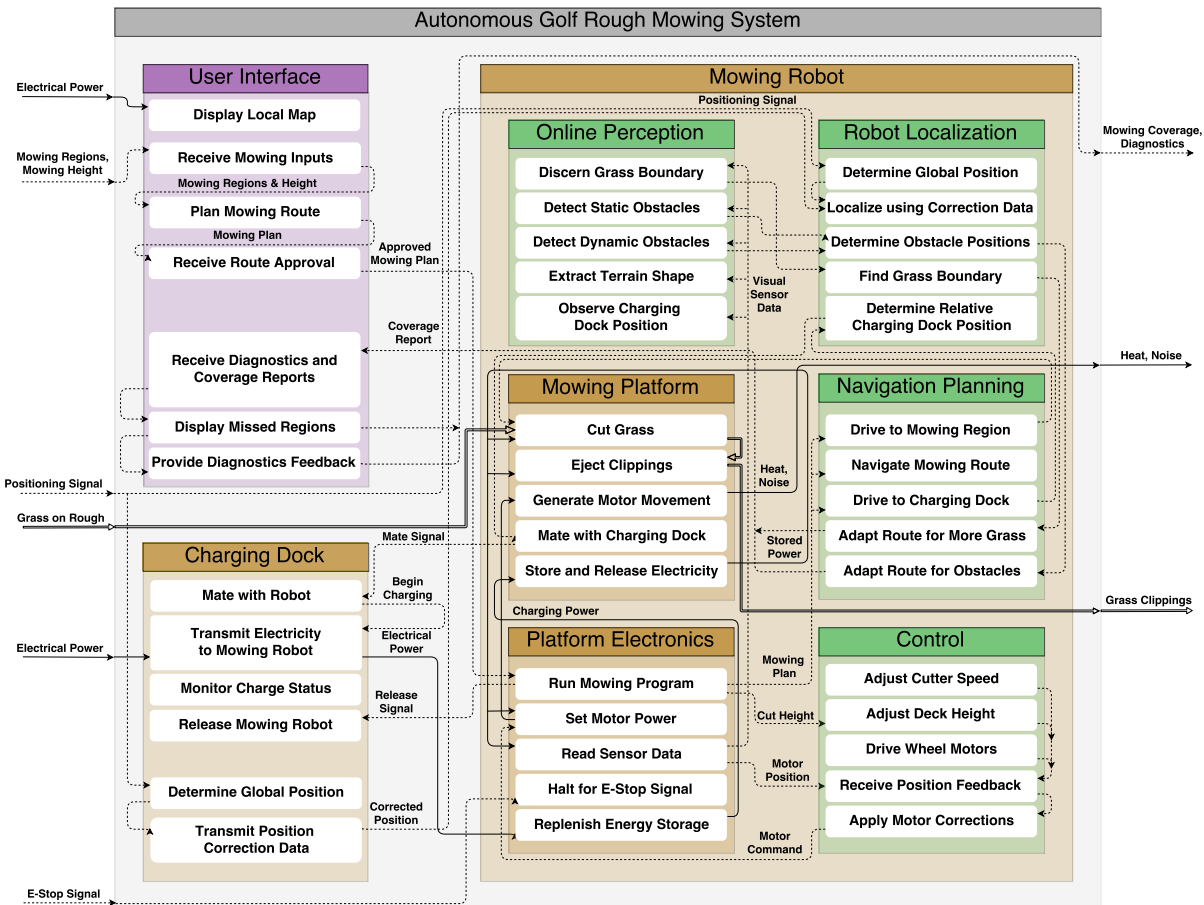 Autonomous Golf Rough Mowing System
Electrical Power
Mowing Regions,
Mowing Height
User Interface
Display Local Map
Receive Mowing Inputs
Mowing Regions & Height
Plan Mowing Route
Mowing Plan
Receive Route Approval
Approved
Mowing Plan
Coverage
Report
Receive Diagnostics and
Coverage Reports
Display Missed Regions
Provide Diagnostics Feedback
Positioning Signal
Grass on Rough
Mowing Robot
Positioning Signal
Online Perception
Discern Grass Boundary
Detect Static Obstacles
Detect Dynamic Obstacles
Extract Terrain Shape
Observe Charging
Dock Position
Visual
Sensor
Data
Robot Localization
Determine Global Position
Localize using Correction Data
Determine Obstacle Positions
Find Grass Boundary
Determine Relative
Charging Dock Position
Mowing Coverage,
Diagnostics
Heat, Noise
Mowing Platform
Cut Grass
Eject Clippings
Generate Motor Movement
Mate with Charging Dock
Store and Release Electricity
Heat,
Noise
Stored
Power
Navigation Planning
Drive to Mowing Region
Navigate Mowing Route
Drive to Charging Dock
Adapt Route for More Grass
Adapt Route for Obstacles
Grass Clippings
Charging Dock
Mate Signal
Mate with Robot
Begin
Charging
Electrical Power
Transmit Electricity
to Mowing Robot
Electrical
Power
Monitor Charge Status
Release Mowing Robot
Release
Signal
Determine Global Position
Transmit Position
Correction Data
Corrected
Position
E-Stop Signal
Charging Power
Platform Electronics
Run Mowing Program
Set Motor Power
Read Sensor Data
Halt for E-Stop Signal
Replenish Energy Storage
Mowing
Plan
Cut Height
Motor
Position
Motor
Command
Control
Adjust Cutter Speed
Adjust Deck Height
Drive Wheel Motors
Receive Position Feedback
Apply Motor Corrections